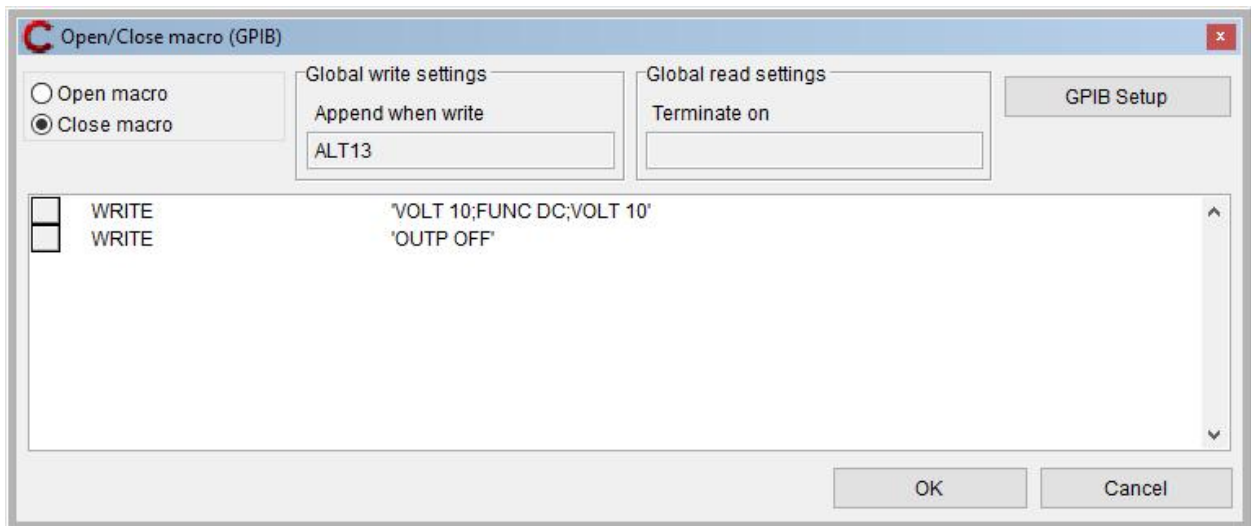 Open/Close macro (GPIB)
x
Open macro
Close macro
Global write settings
Append when write
ALT13
Global read settings
Terminate on
GPIB Setup
WRITE 'VOLT 10;FUNC DC;VOLT 10'
WRITE 'OUTP OFF'
OK
Cancel